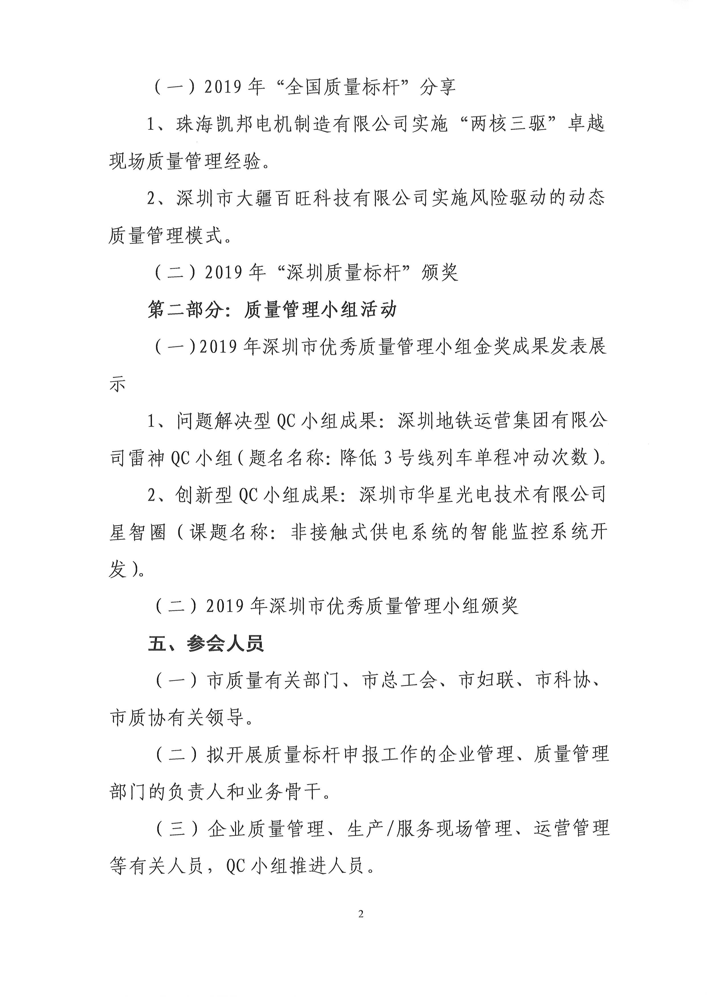 （一）2019 年 “全国质量标杆” 分享
1、珠海凯邦电机制造有限公司实施 “两核三驱” 卓越
现场质量管理经验。
2、深圳市大疆百旺科技有限公司实施风险驱动的动态
质量管理模式。
（二）2019 年 “深圳质量标杆” 颁奖
第二部分：质量管理小组活动
（一)2019 年深圳市优秀质量管理小组金奖成果发表展
示
1、问题解决型 QC 小组成果：深圳地铁运营集团有限公
司雷神 QC 小组（题名名称：降低 3 号线列车单程冲动次数）。
2、创新型 QC 小组成果：深圳市华星光电技术有限公司
星智圈（课题名称：非接触式供电系统的智能监控系统开
发）。
（二）2019 年深圳市优秀质量管理小组颁奖
五、参会人员
（一）市质量有关部门、市总工会、市妇联、市科协、
市质协有关领导。
（二）拟开展质量标杆申报工作的企业管理、质量管理
部门的负责人和业务骨干。
（三）企业质量管理、生产/服务现场管理、运营管理
等有关人员，QC 小组推进人员。
2